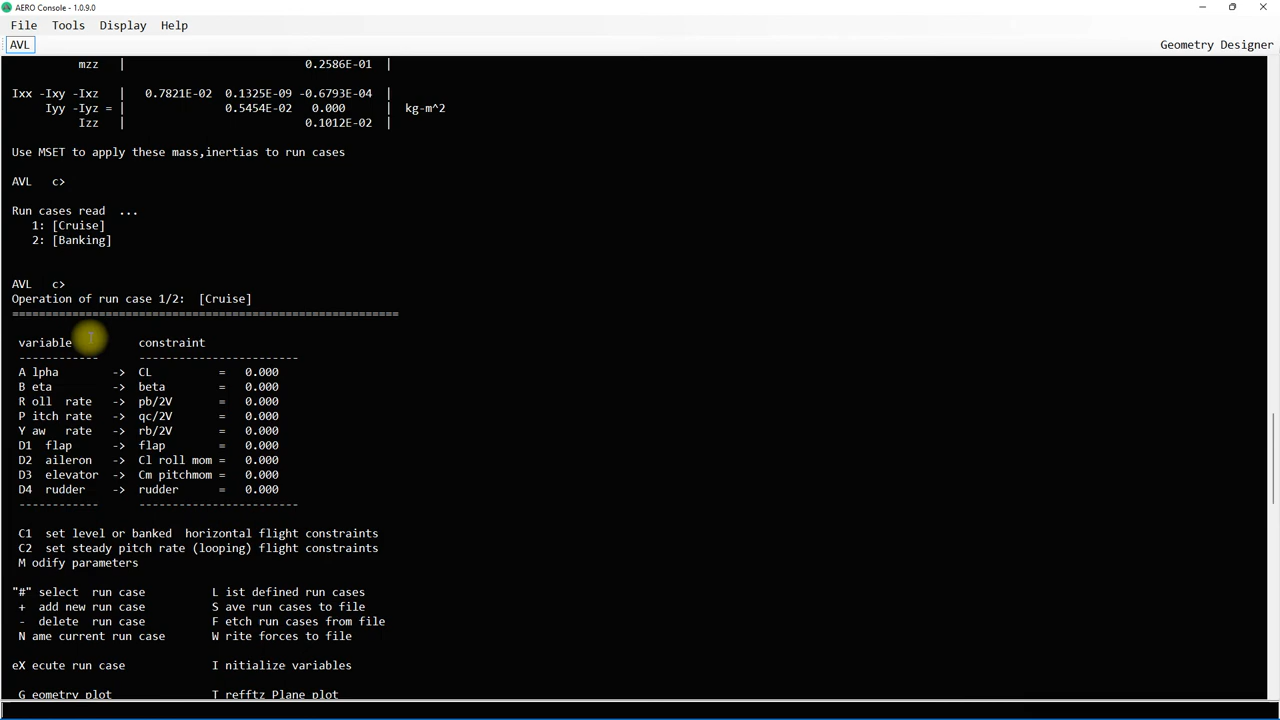 AERO Console - 1.0.9.0
File Tools Display Help
AVL Geometry Designer
mzz | 0.2586E-01 |
Ixx -Ixy -Ixz | 0.7821E-02 0.1325E-09 -0.6793E-04 |
Iyy -Iyz = | 0.5454E-02 0.000 | kg-m^2
Izz | 0.1012E-02 |
Use MSET to apply these mass,inertias to run cases
AVL c>
Run cases read ...
1: [Cruise]
2: [Banking]
AVL c>
Operation of run case 1/2: [Cruise]
==========================================================
variable constraint
------------ ------------------------
A lpha -> CL = 0.000
B eta -> beta = 0.000
R oll rate -> pb/2V = 0.000
P itch rate -> qc/2V = 0.000
Y aw rate -> rb/2V = 0.000
D1 flap -> flap = 0.000
D2 aileron -> Cl roll mom = 0.000
D3 elevator -> Cm pitchmom = 0.000
D4 rudder -> rudder = 0.000
------------ ------------------------
C1 set level or banked horizontal flight constraints
C2 set steady pitch rate (looping) flight constraints
M odify parameters
"#" select run case L ist defined run cases
+ add new run case S ave run cases to file
- delete run case F etch run cases from file
N ame current run case W rite forces to file
eX ecute run case I nitialize variables
G eometry plot T refftz Plane plot